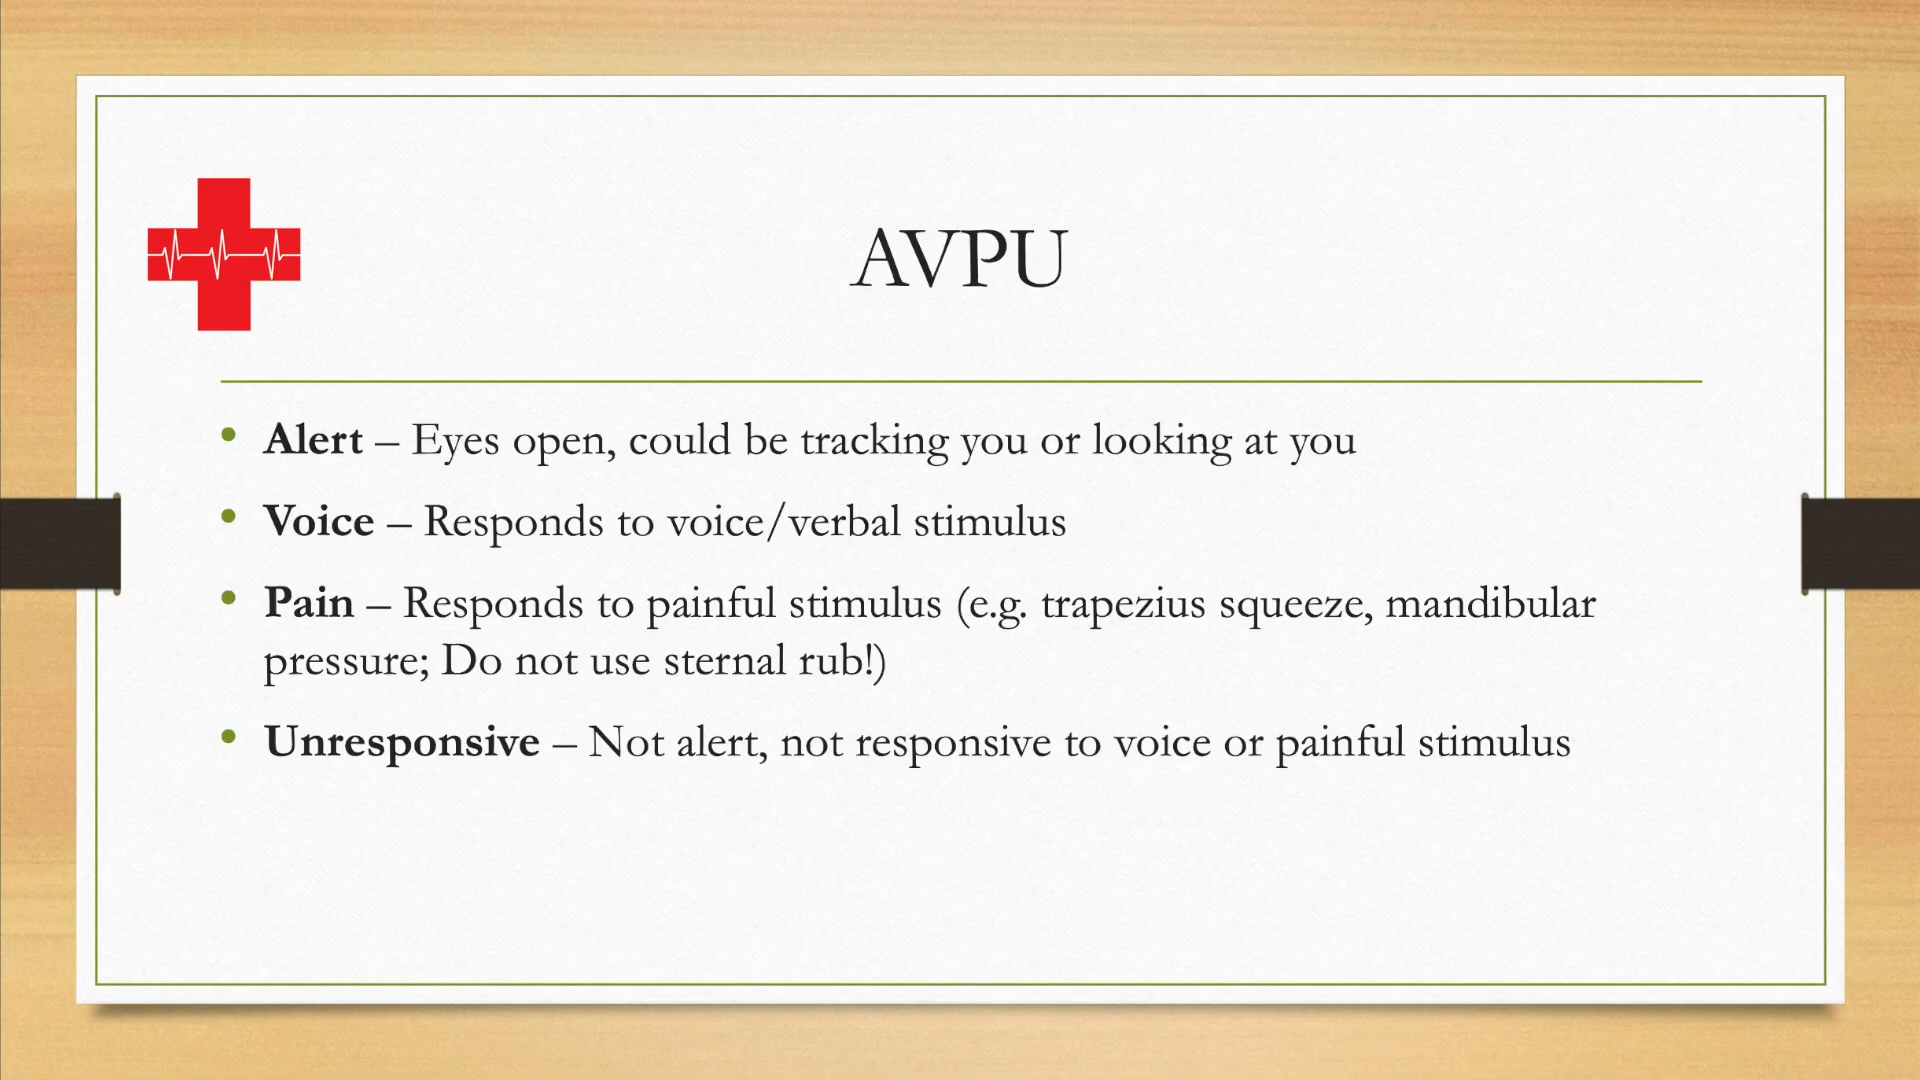 AVPU
• Alert – Eyes open, could be tracking you or looking at you
• Voice – Responds to voice/verbal stimulus
• Pain – Responds to painful stimulus (e.g. trapezius squeeze, mandibular
pressure; Do not use sternal rub!)
• Unresponsive – Not alert, not responsive to voice or painful stimulus